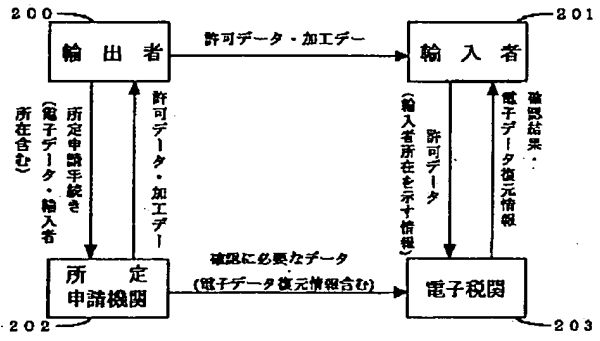 200
201
輸出者
許可データ・加工デー
輸入者
所定申請手続き
(電子データ・輸入者
所在含む)
許可データ・加工デー
許可データ
(輸入者所在を示す情報)
確認結果・
電子データ復元情報
所定
申請機関
確認に必要なデータ
(電子データ復元情報含む)
電子税関
202
203